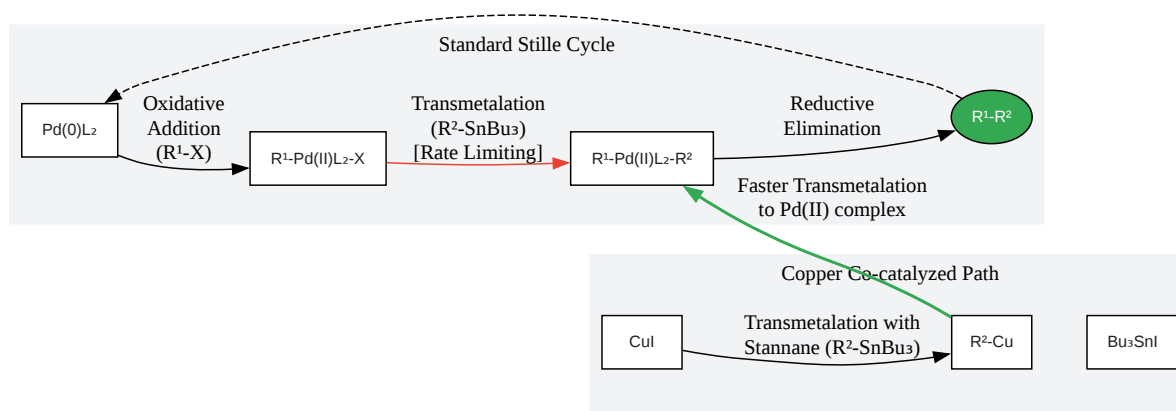 Standard Stille Cycle
Pd(0)L₂
Oxidative
Addition
(R¹-X)
R¹-Pd(II)L₂-X
Transmetalation
(R²-SnBu₃)
[Rate Limiting]
R¹-Pd(II)L₂-R²
Reductive
Elimination
R¹-R²
Faster Transmetalation
to Pd(II) complex
Copper Co-catalyzed Path
CuI
Transmetalation with
Stannane (R²-SnBu₃)
R²-Cu
Bu₃SnI